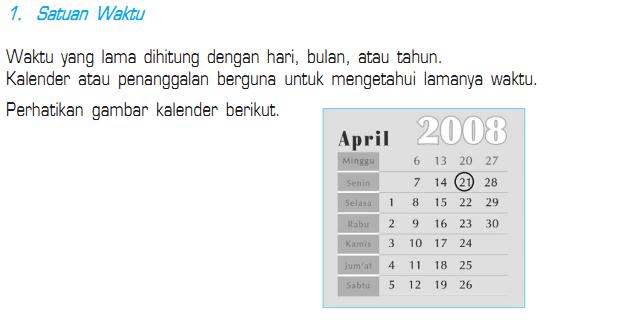 1. Satuan Waktu
Waktu yang lama dihitung dengan hari, bulan, atau tahun.
Kalender atau penanggalan berguna untuk mengetahui lamanya waktu.
Perhatikan gambar kalender berikut.
April 2008
Minggu 6 13 20 27
Senin 7 14 21 28
Selasa 1 8 15 22 29
Rabu 2 9 16 23 30
Kamis 3 10 17 24
Jum'at 4 11 18 25
Sabtu 5 12 19 26